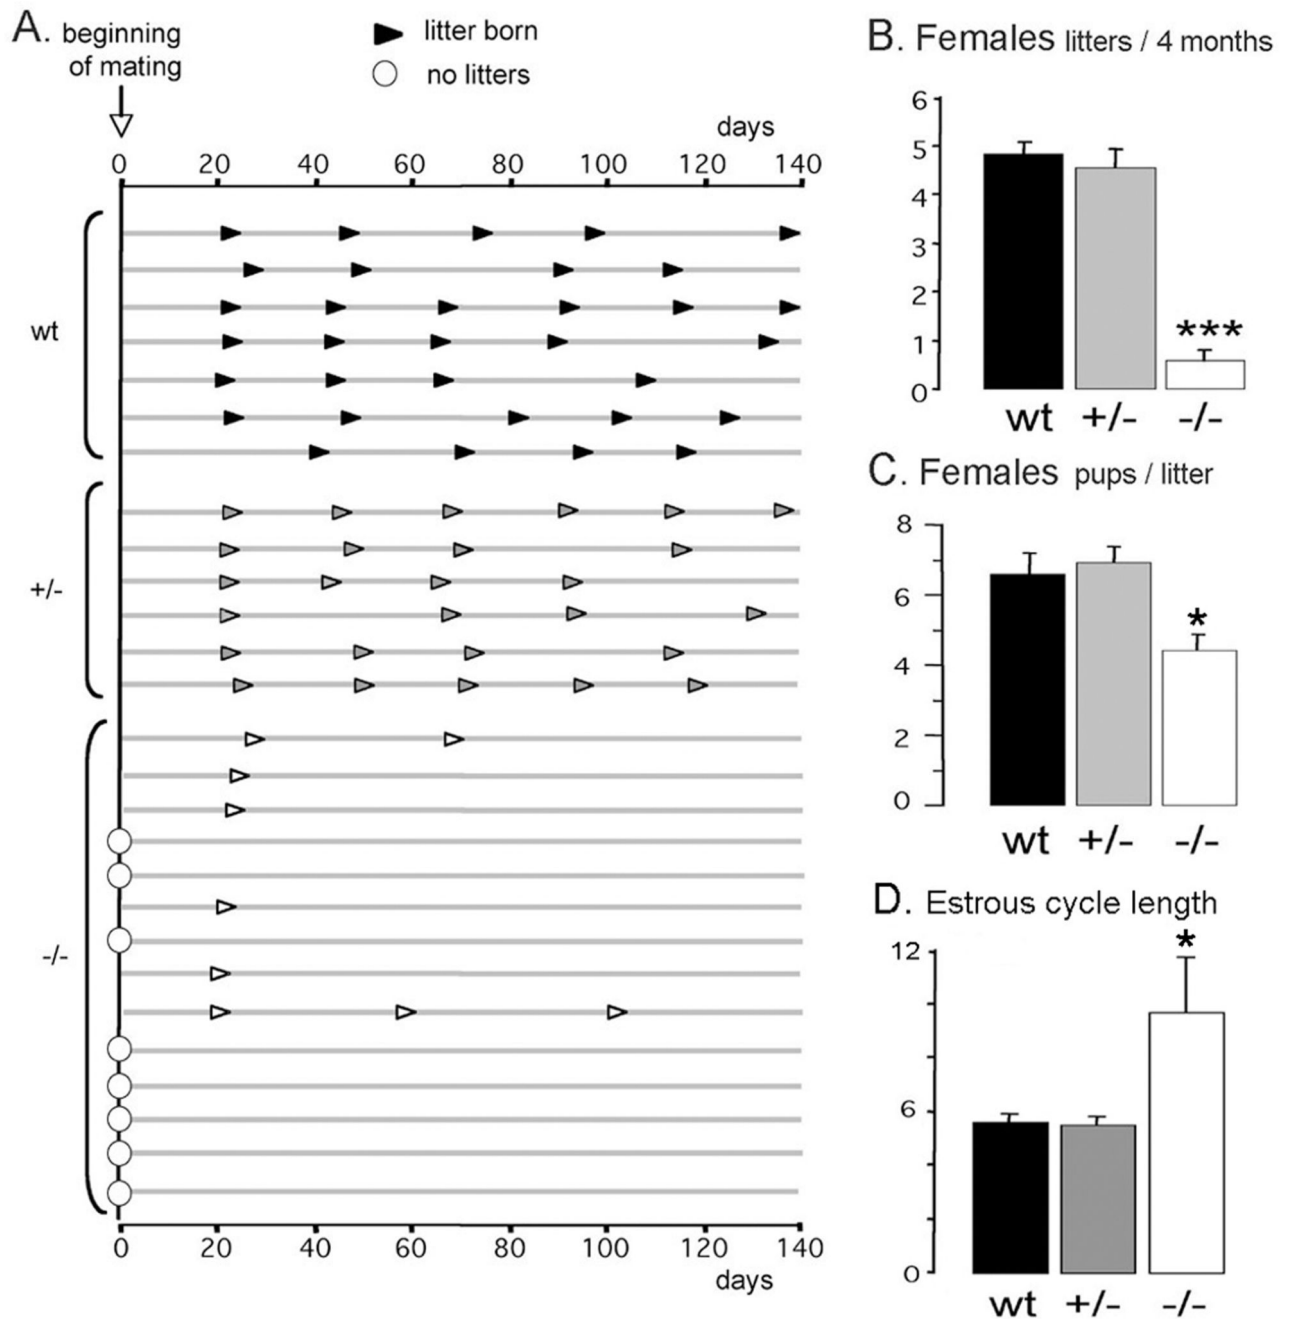 A. beginning
of mating
litter born
no litters
days
0 20 40 60 80 100 120 140
wt
+/-
-/-
0 20 40 60 80 100 120 140
days
B. Females litters / 4 months
6
5
4
3
2
1
0
***
wt +/- -/-
C. Females pups / litter
8
6
4
2
0
*
wt +/- -/-
D. Estrous cycle length
12
6
0
*
wt +/- -/-